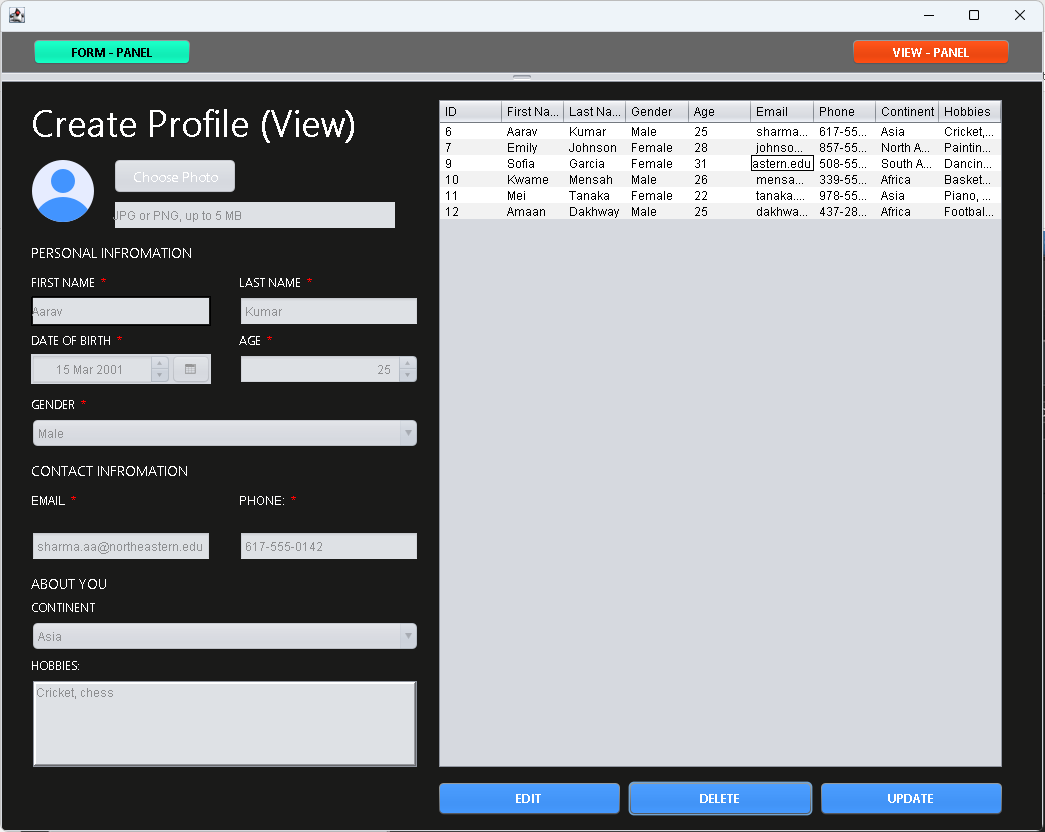 FORM - PANEL
VIEW - PANEL
Create Profile (View)
Choose Photo
JPG or PNG, up to 5 MB
PERSONAL INFROMATION
FIRST NAME * LAST NAME *
Aarav Kumar
DATE OF BIRTH * AGE *
15 Mar 2001 25
GENDER *
Male
CONTACT INFROMATION
EMAIL * PHONE: *
sharma.aa@northeastern.edu 617-555-0142
ABOUT YOU
CONTINENT
Asia
HOBBIES:
Cricket, chess
ID First Na... Last Na... Gender Age Email Phone Continent Hobbies
6 Aarav Kumar Male 25 sharma... 617-55... Asia Cricket,...
7 Emily Johnson Female 28 johnso... 857-55... North A... Paintin...
9 Sofia Garcia Female 31 astern.edu 508-55... South A... Dancin...
10 Kwame Mensah Male 26 mensa... 339-55... Africa Basket...
11 Mei Tanaka Female 22 tanaka.... 978-55... Asia Piano, ...
12 Amaan Dakhway Male 25 dakhwa... 437-28... Africa Footbal...
EDIT DELETE UPDATE